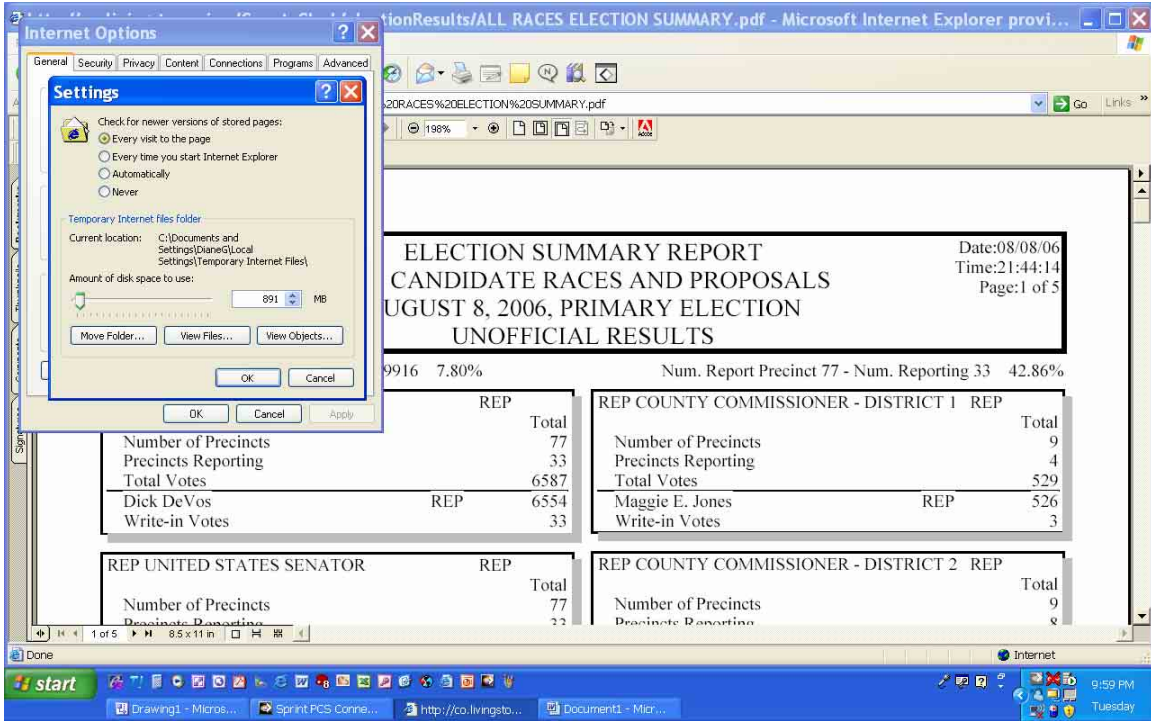 tionResults/ALL RACES ELECTION SUMMARY.pdf - Microsoft Internet Explorer provi...
Internet Options
General Security Privacy Content Connections Programs Advanced
Settings
Check for newer versions of stored pages:
Every visit to the page
Every time you start Internet Explorer
Automatically
Never
Temporary Internet files folder
Current location: C:\Documents and
Settings\DianeG\Local
Settings\Temporary Internet Files\
Amount of disk space to use:
891 MB
Move Folder... View Files... View Objects...
OK Cancel
OK Cancel Apply
%20RACES%20ELECTION%20SUMMARY.pdf
Go Links »
198%
ELECTION SUMMARY REPORT
CANDIDATE RACES AND PROPOSALS
UGUST 8, 2006, PRIMARY ELECTION
UNOFFICIAL RESULTS
Date:08/08/06
Time:21:44:14
Page:1 of 5
9916 7.80%
Num. Report Precinct 77 - Num. Reporting 33 42.86%
REP
Total
Number of Precincts 77
Precincts Reporting 33
Total Votes 6587
Dick DeVos REP 6554
Write-in Votes 33
REP COUNTY COMMISSIONER - DISTRICT 1 REP
Total
Number of Precincts 9
Precincts Reporting 4
Total Votes 529
Maggie E. Jones REP 526
Write-in Votes 3
REP UNITED STATES SENATOR REP
Total
Number of Precincts 77
Precincts Reporting 33
REP COUNTY COMMISSIONER - DISTRICT 2 REP
Total
Number of Precincts 9
Precincts Reporting 8
1 of 5 8.5 x 11 in
Done Internet
start
9:59 PM
Tuesday
Drawing1 - Micros... Sprint PCS Conne... http://co.livingsto... Document1 - Micr...